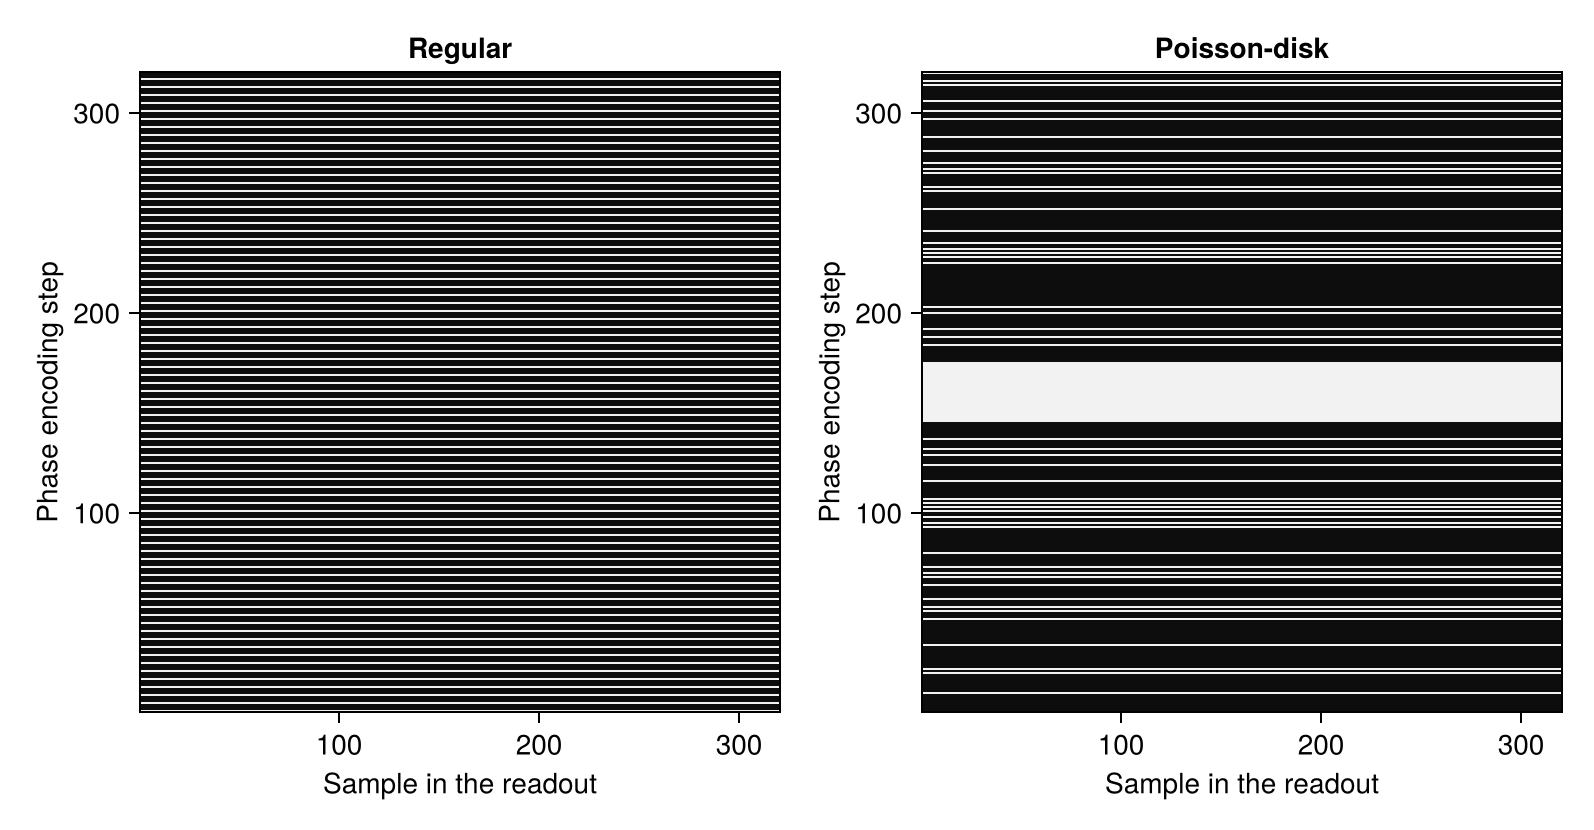 Regular
300
200
100
Phase encoding step
100 200 300
Sample in the readout
Poisson-disk
300
200
100
Phase encoding step
100 200 300
Sample in the readout